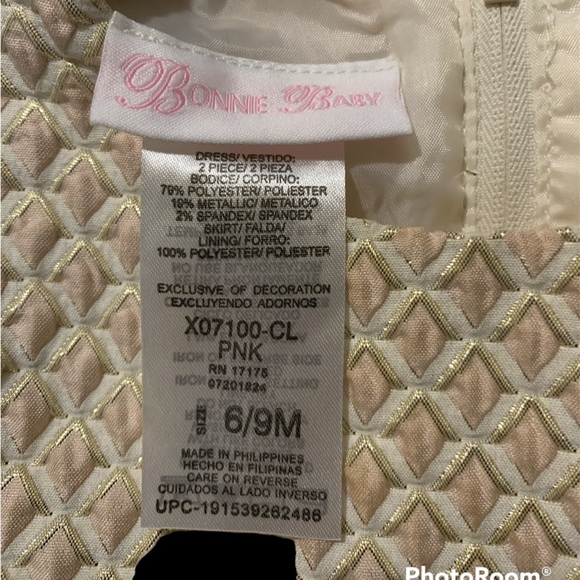 BONNIE BABY
DRESS/ VESTIDO:
2 PIECE/ 2 PIEZA
BODICE/ CORPINO:
79% POLYESTER/ POLIESTER
19% METALLIC/ METALICO
2% SPANDEX/ SPANDEX
SKIRT/ FALDA/
LINING/ FORRO:
100% POLYESTER/ POLIESTER
EXCLUSIVE OF DECORATION
EXCLUYENDO ADORNOS
X07100-CL
PNK
RN 17175
07201824
SIZE: 6/9M
MADE IN PHILIPPINES
HECHO EN FILIPINAS
CARE ON REVERSE
CUIDADOS AL LADO INVERSO
UPC-191539262486
PhotoRoom®